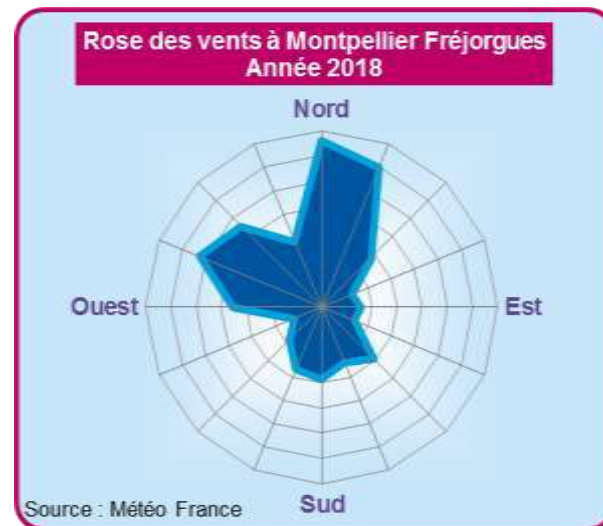 Rose des vents à Montpellier Fréjorgues
Année 2018
Nord
Ouest
Est
Sud
Source : Météo France